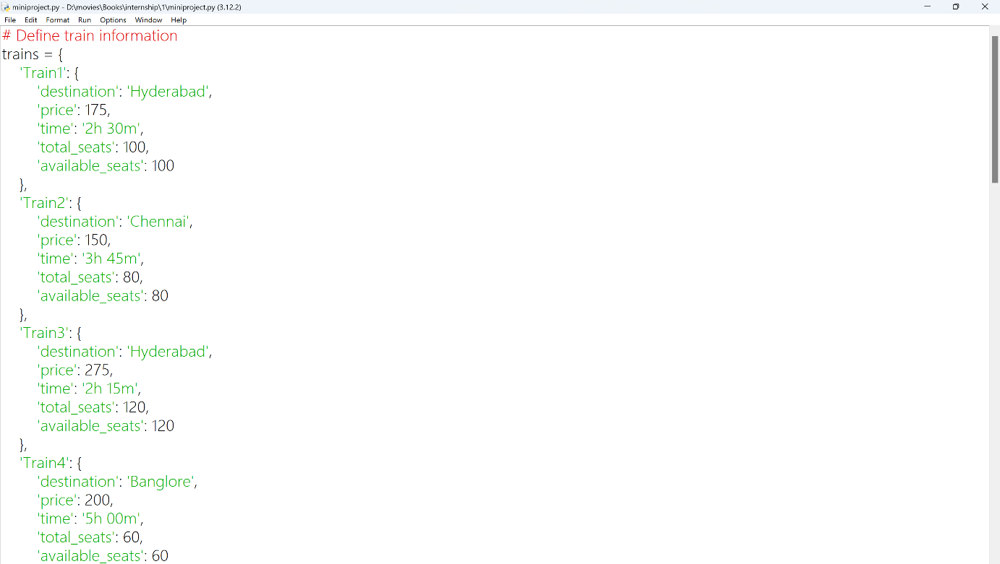 miniproject.py - D:\movies\Books\internship\1\miniproject.py (3.12.2)
File Edit Format Run Options Window Help
# Define train information
trains = {
    'Train1': {
        'destination': 'Hyderabad',
        'price': 175,
        'time': '2h 30m',
        'total_seats': 100,
        'available_seats': 100
    },
    'Train2': {
        'destination': 'Chennai',
        'price': 150,
        'time': '3h 45m',
        'total_seats': 80,
        'available_seats': 80
    },
    'Train3': {
        'destination': 'Hyderabad',
        'price': 275,
        'time': '2h 15m',
        'total_seats': 120,
        'available_seats': 120
    },
    'Train4': {
        'destination': 'Banglore',
        'price': 200,
        'time': '5h 00m',
        'total_seats': 60,
        'available_seats': 60